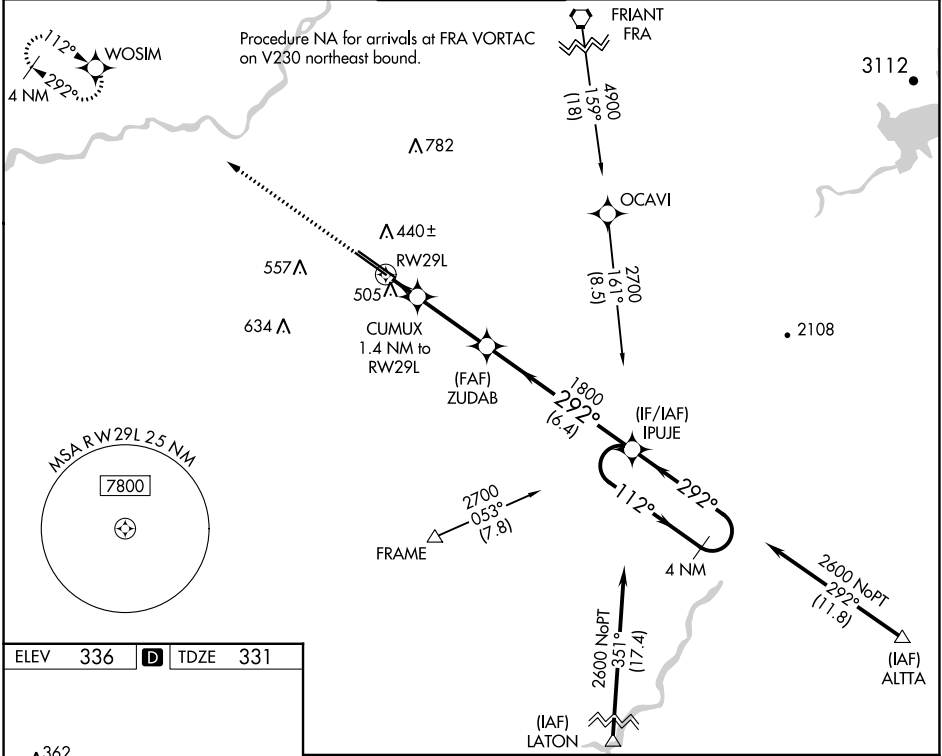 112°
292°
4 NM
WOSIM
Procedure NA for arrivals at FRA VORTAC
on V230 northeast bound.
FRIANT
FRA
3112
4900
159°
(18)
782
OCAVI
440±
RW29L
557
505
2700
161°
(8.5)
634
CUMUX
1.4 NM to
RW29L
2108
(FAF)
ZUDAB
1800
292°
(6.4)
(IF/IAF)
IPUJE
MSA RW29L 25 NM
7800
112°
292°
2700
053°
(7.8)
FRAME
4 NM
2600 NoPT
292°
(11.8)
2600 NoPT
351°
(17.4)
(IAF)
ALTTA
ELEV 336 D TDZE 331
(IAF)
LATON
362